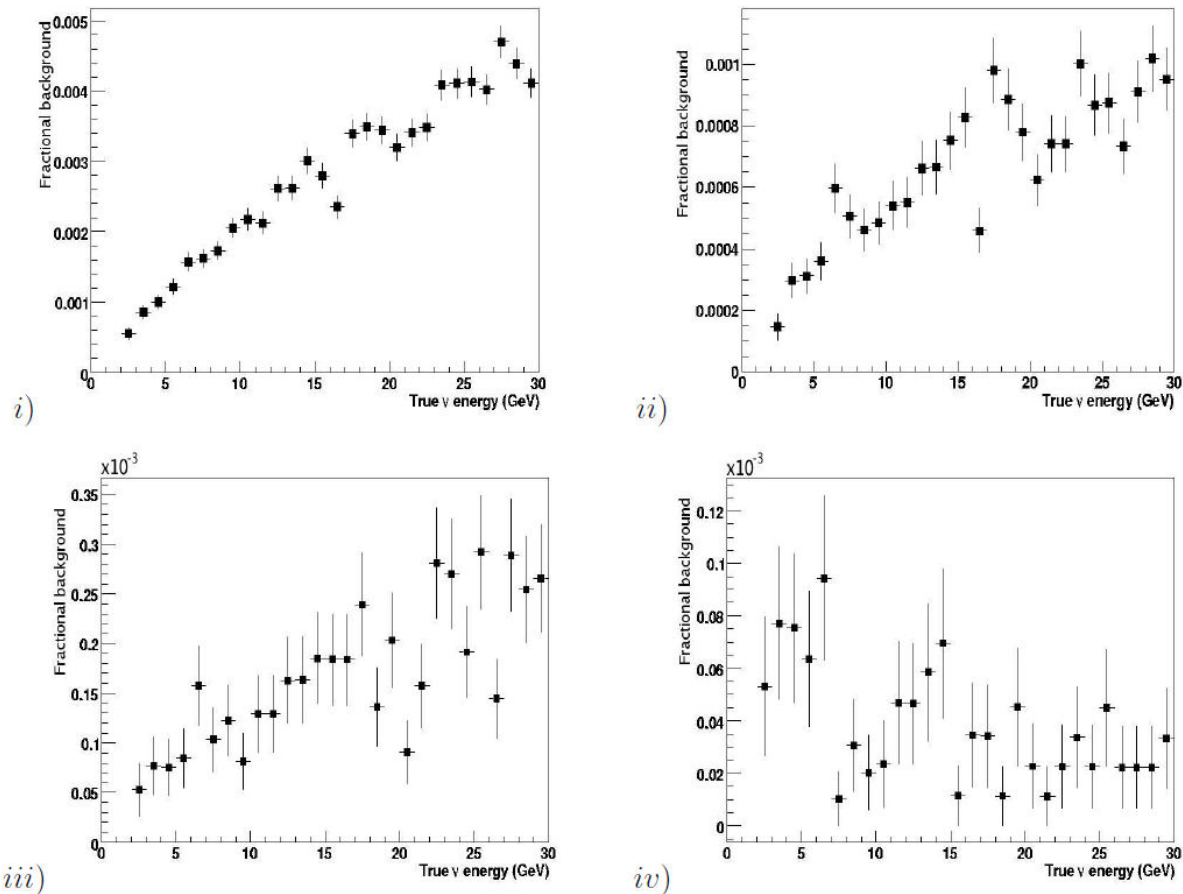 0.005
0.004
0.003
0.002
0.001
0
Fractional background
0 5 10 15 20 25 30
True ν energy (GeV)
i)
0.001
0.0008
0.0006
0.0004
0.0002
0
Fractional background
0 5 10 15 20 25 30
True ν energy (GeV)
ii)
x10⁻³
0.35
0.3
0.25
0.2
0.15
0.1
0.05
0
Fractional background
0 5 10 15 20 25 30
True ν energy (GeV)
iii)
x10⁻³
0.12
0.1
0.08
0.06
0.04
0.02
0
Fractional background
0 5 10 15 20 25 30
True ν energy (GeV)
iv)